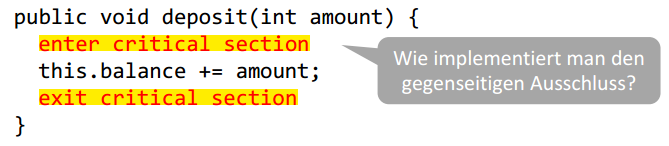 public void deposit(int amount) {
enter critical section
this.balance += amount;
exit critical section
}
Wie implementiert man den
gegenseitigen Ausschluss?